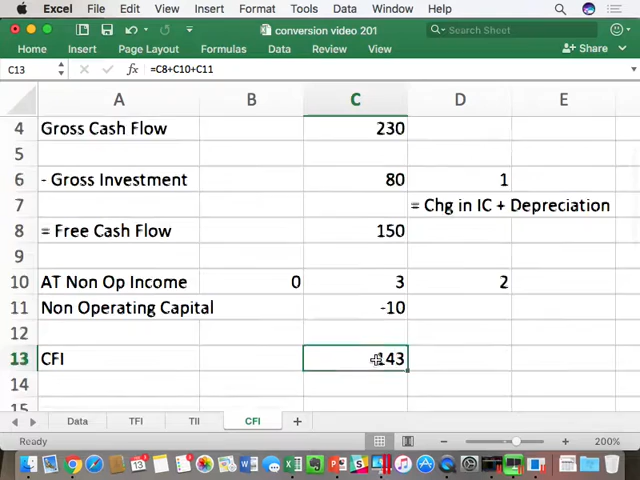 Excel File Edit View Insert Format Tools Data Window Help
conversion video 201
Search Sheet
Home Insert Page Layout Formulas Data Review View Share
C13 fx =C8+C10+C11
A B C D E
4 Gross Cash Flow 230
5
6 - Gross Investment 80 1
7 = Chg in IC + Depreciation
8 = Free Cash Flow 150
9
10 AT Non Op Income 0 3 2
11 Non Operating Capital -10
12
13 CFI 143
14
15
Data TFI TII CFI
Ready 200%